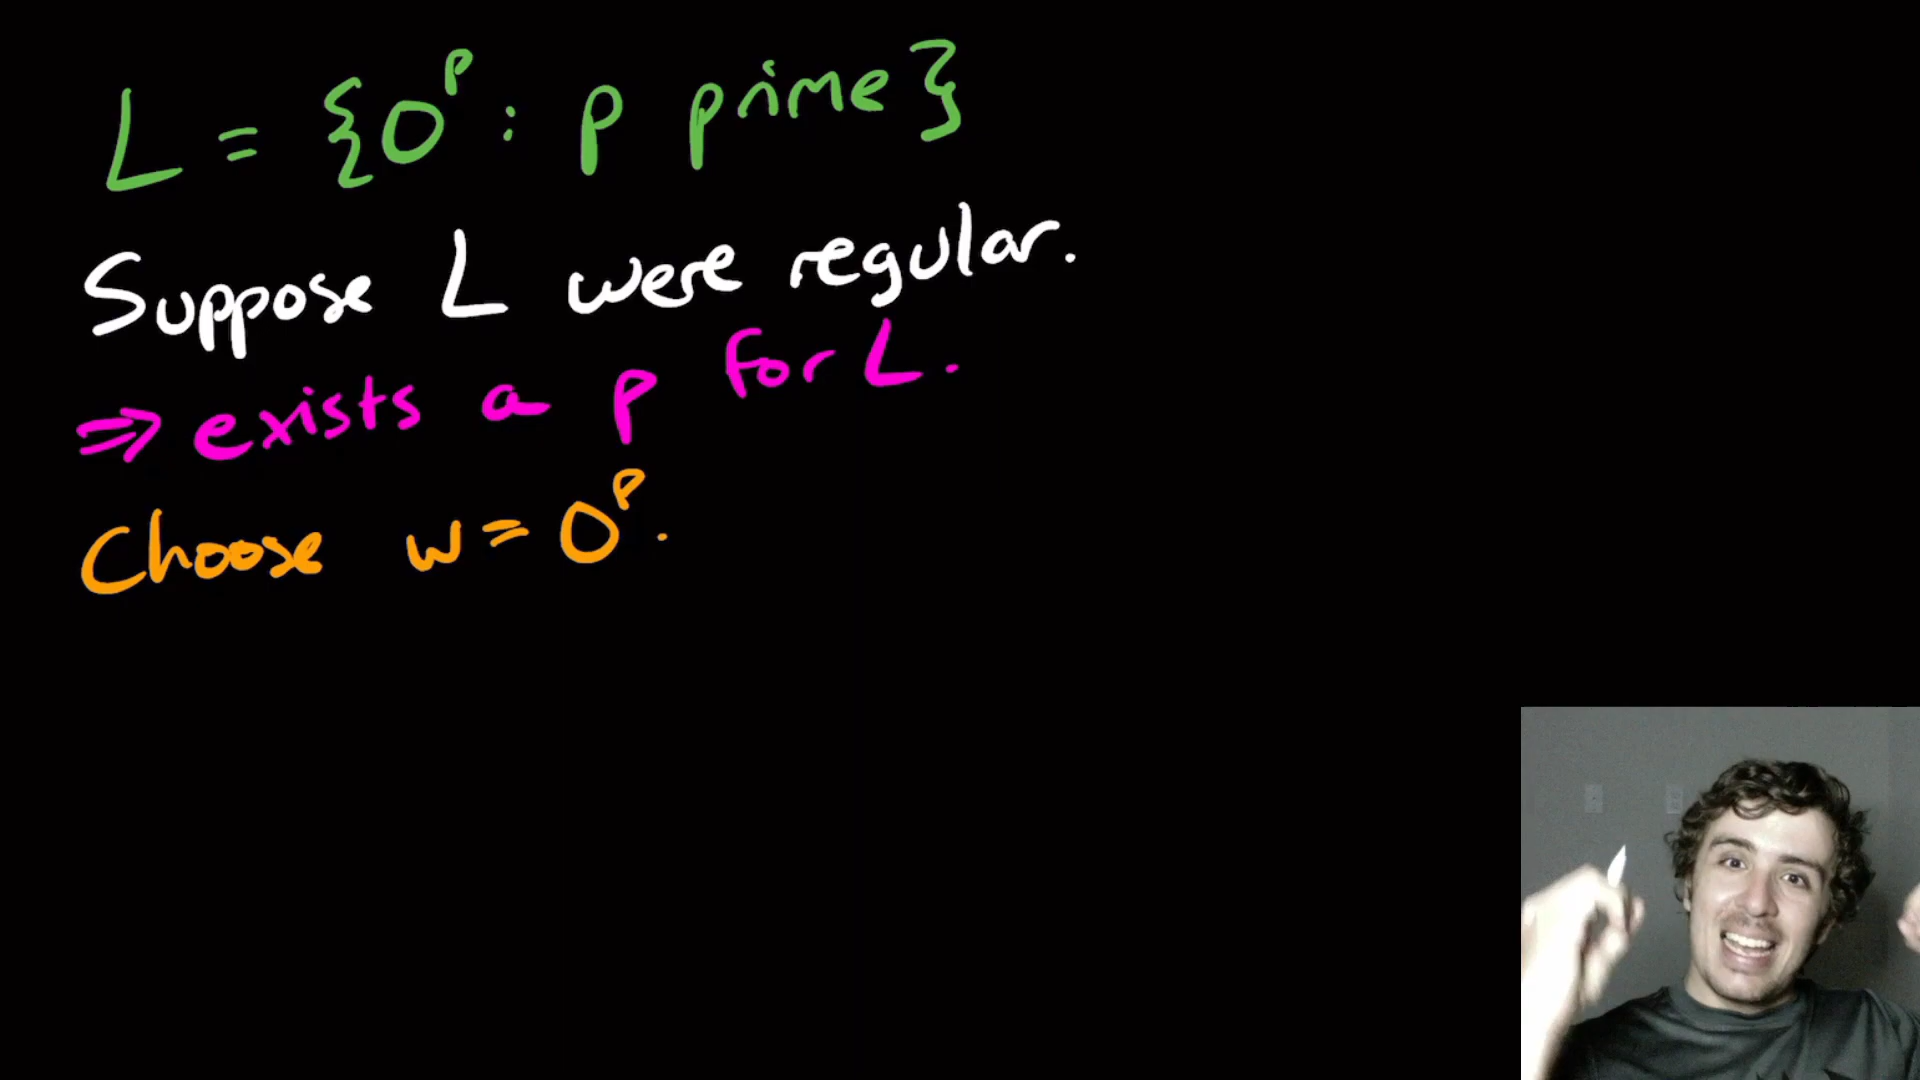 L = {0^p : p prime}
Suppose L were regular.
⇒ exists a p for L.
Choose w = 0^p.